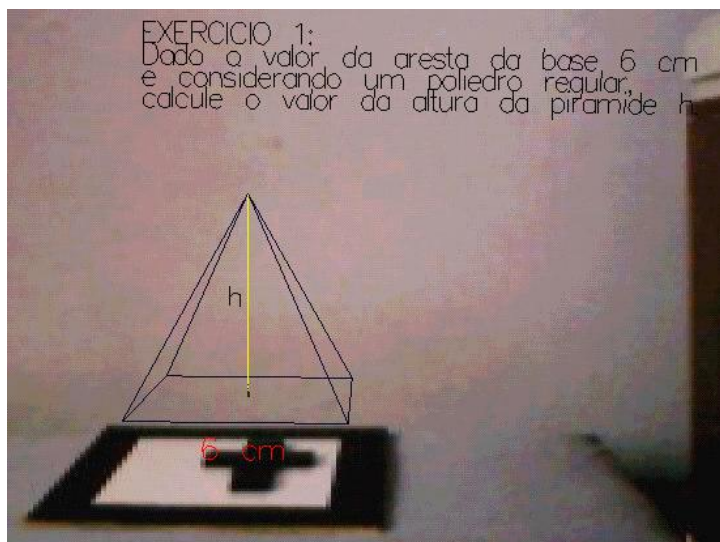 EXERCICIO 1:
Dado o valor da aresta da base 6 cm
e considerando um poliedro regular,
calcule o valor da altura da piramide h.
h
6 cm